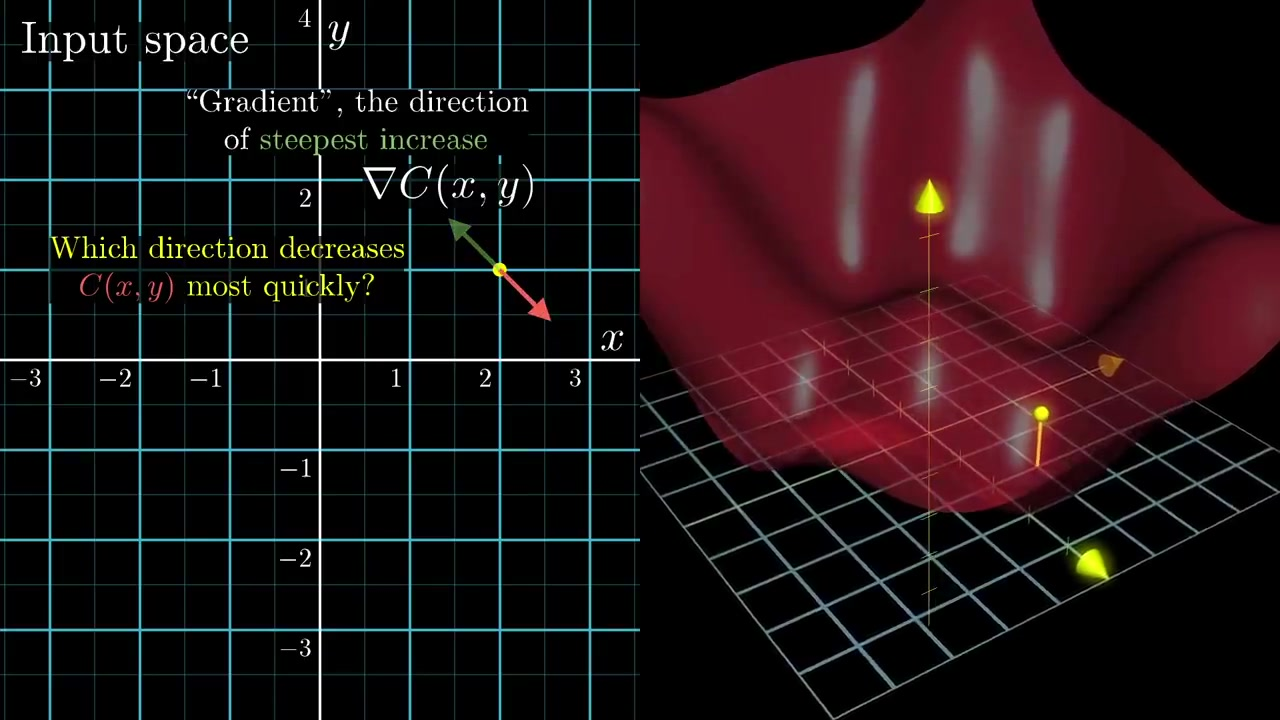 Input space
4
y
“Gradient”, the direction
of steepest increase
∇C(x, y)
2
Which direction decreases
C(x, y) most quickly?
x
−3 −2 −1 1 2 3
−1
−2
−3